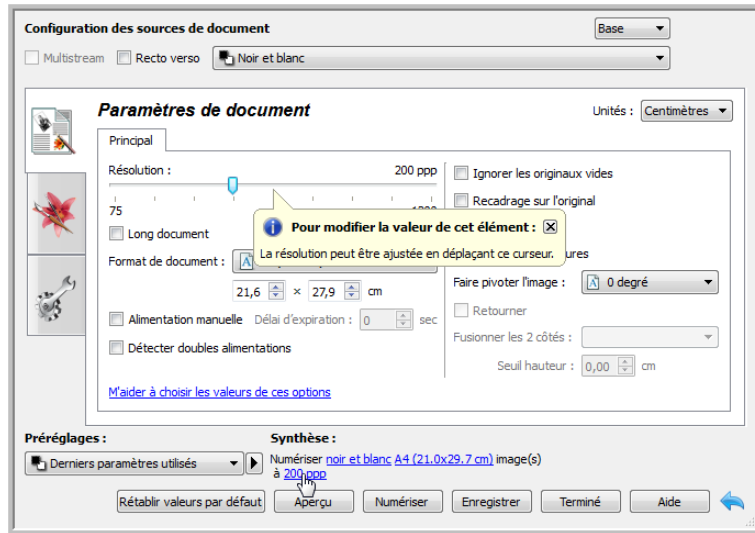 Configuration des sources de document
Base
Multistream
Recto verso
Noir et blanc
Paramètres de document
Unités :
Centimètres
Principal
Résolution :
200 ppp
75
Ignorer les originaux vides
Recadrage sur l'original
Pour modifier la valeur de cet élément :
La résolution peut être ajustée en déplaçant ce curseur.
Long document
Format de document :
21,6 × 27,9 cm
Faire pivoter l'image :
0 degré
Alimentation manuelle
Délai d'expiration :
0
sec
Retourner
Détecter doubles alimentations
Fusionner les 2 côtés :
Seuil hauteur :
0,00
cm
M'aider à choisir les valeurs de ces options
Préréglages :
Synthèse :
Derniers paramètres utilisés
Numériser noir et blanc A4 (21.0x29.7 cm) image(s)
à 200 ppp
Rétablir valeurs par défaut
Aperçu
Numériser
Enregistrer
Terminé
Aide